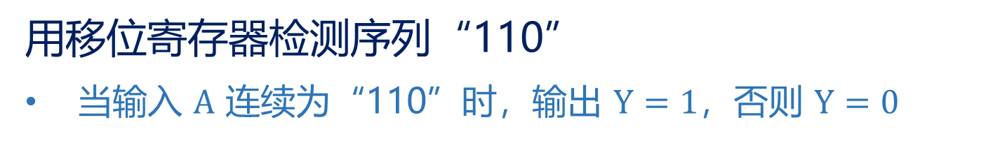 用移位寄存器检测序列“110”
• 当输入 A 连续为“110”时，输出 Y = 1，否则 Y = 0